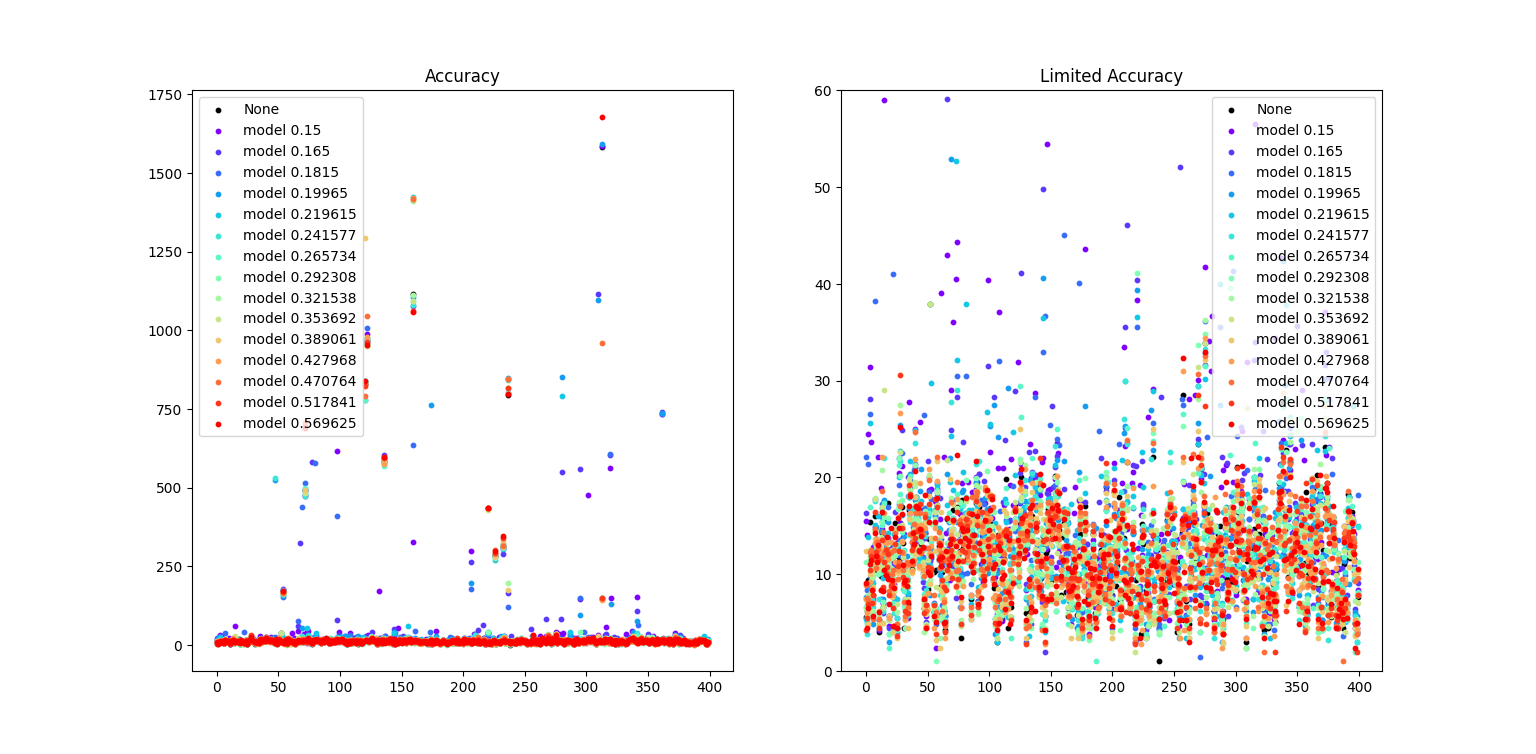 Accuracy
1750
1500
1250
1000
750
500
250
0
0 50 100 150 200 250 300 350 400
None
model 0.15
model 0.165
model 0.1815
model 0.19965
model 0.219615
model 0.241577
model 0.265734
model 0.292308
model 0.321538
model 0.353692
model 0.389061
model 0.427968
model 0.470764
model 0.517841
model 0.569625
Limited Accuracy
60
50
40
30
20
10
0
0 50 100 150 200 250 300 350 400
None
model 0.15
model 0.165
model 0.1815
model 0.19965
model 0.219615
model 0.241577
model 0.265734
model 0.292308
model 0.321538
model 0.353692
model 0.389061
model 0.427968
model 0.470764
model 0.517841
model 0.569625